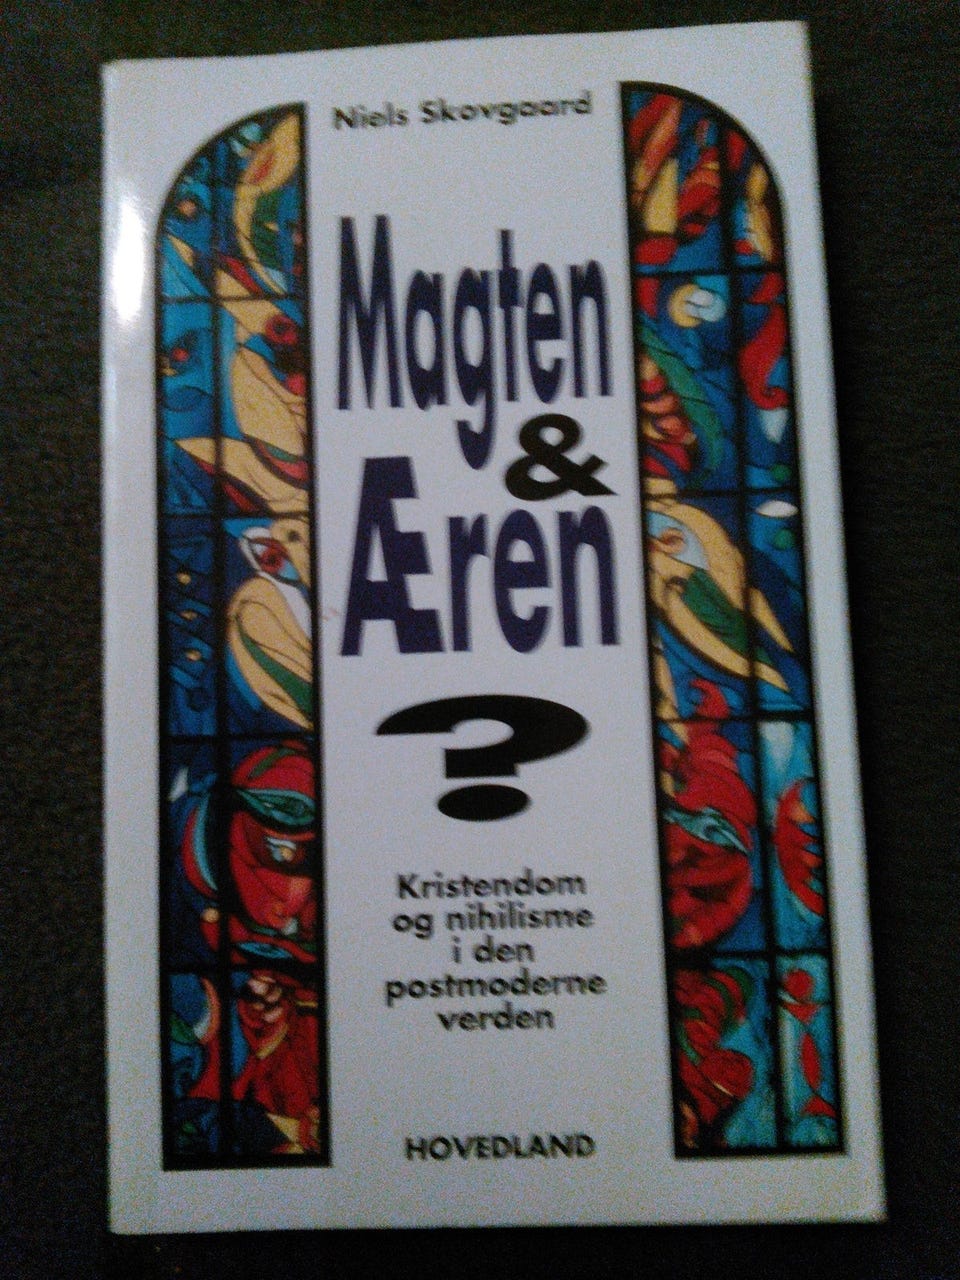 Niels Skovgaard
Magten
&
Æren
?
Kristendom
og nihilisme
i den
postmoderne
verden
HOVEDLAND